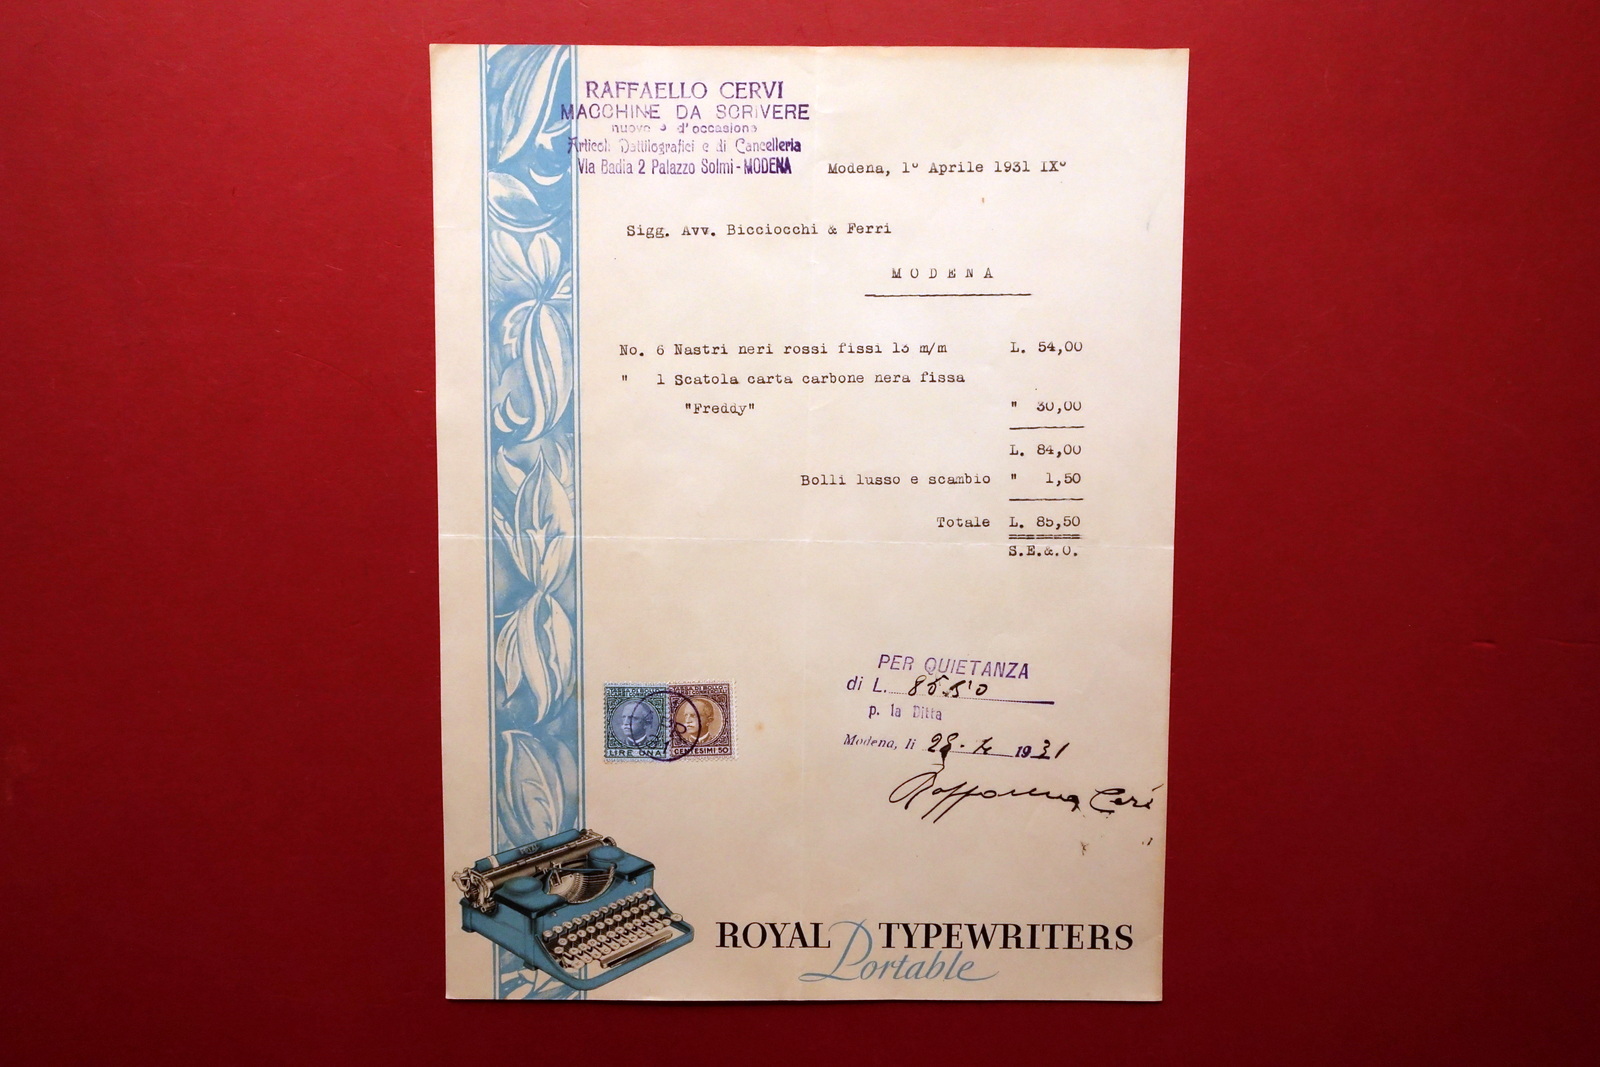 RAFFAELLO CERVI
MACCHINE DA SCRIVERE
nuove e d'occasione
Articoli Dattilografici e di Cancelleria
Via Badia 2 Palazzo Solmi - MODENA
Modena, 1º Aprile 1931 IXº
Sigg. Avv. Bicciocchi & Ferri
MODENA
No. 6 Nastri neri rossi fissi 13 m/m L. 54,00
" 1 Scatola carta carbone nera fissa
"Freddy" " 30,00
L. 84,00
Bolli lusso e scambio " 1,50
Totale L. 85,50
S.E.&.O.
PER QUIETANZA
di L. 85.50
p. la Ditta
Modena, li 28 - 1931
LIRE UNA
CENTESIMI 50
ROYAL TYPEWRITERS
Portable